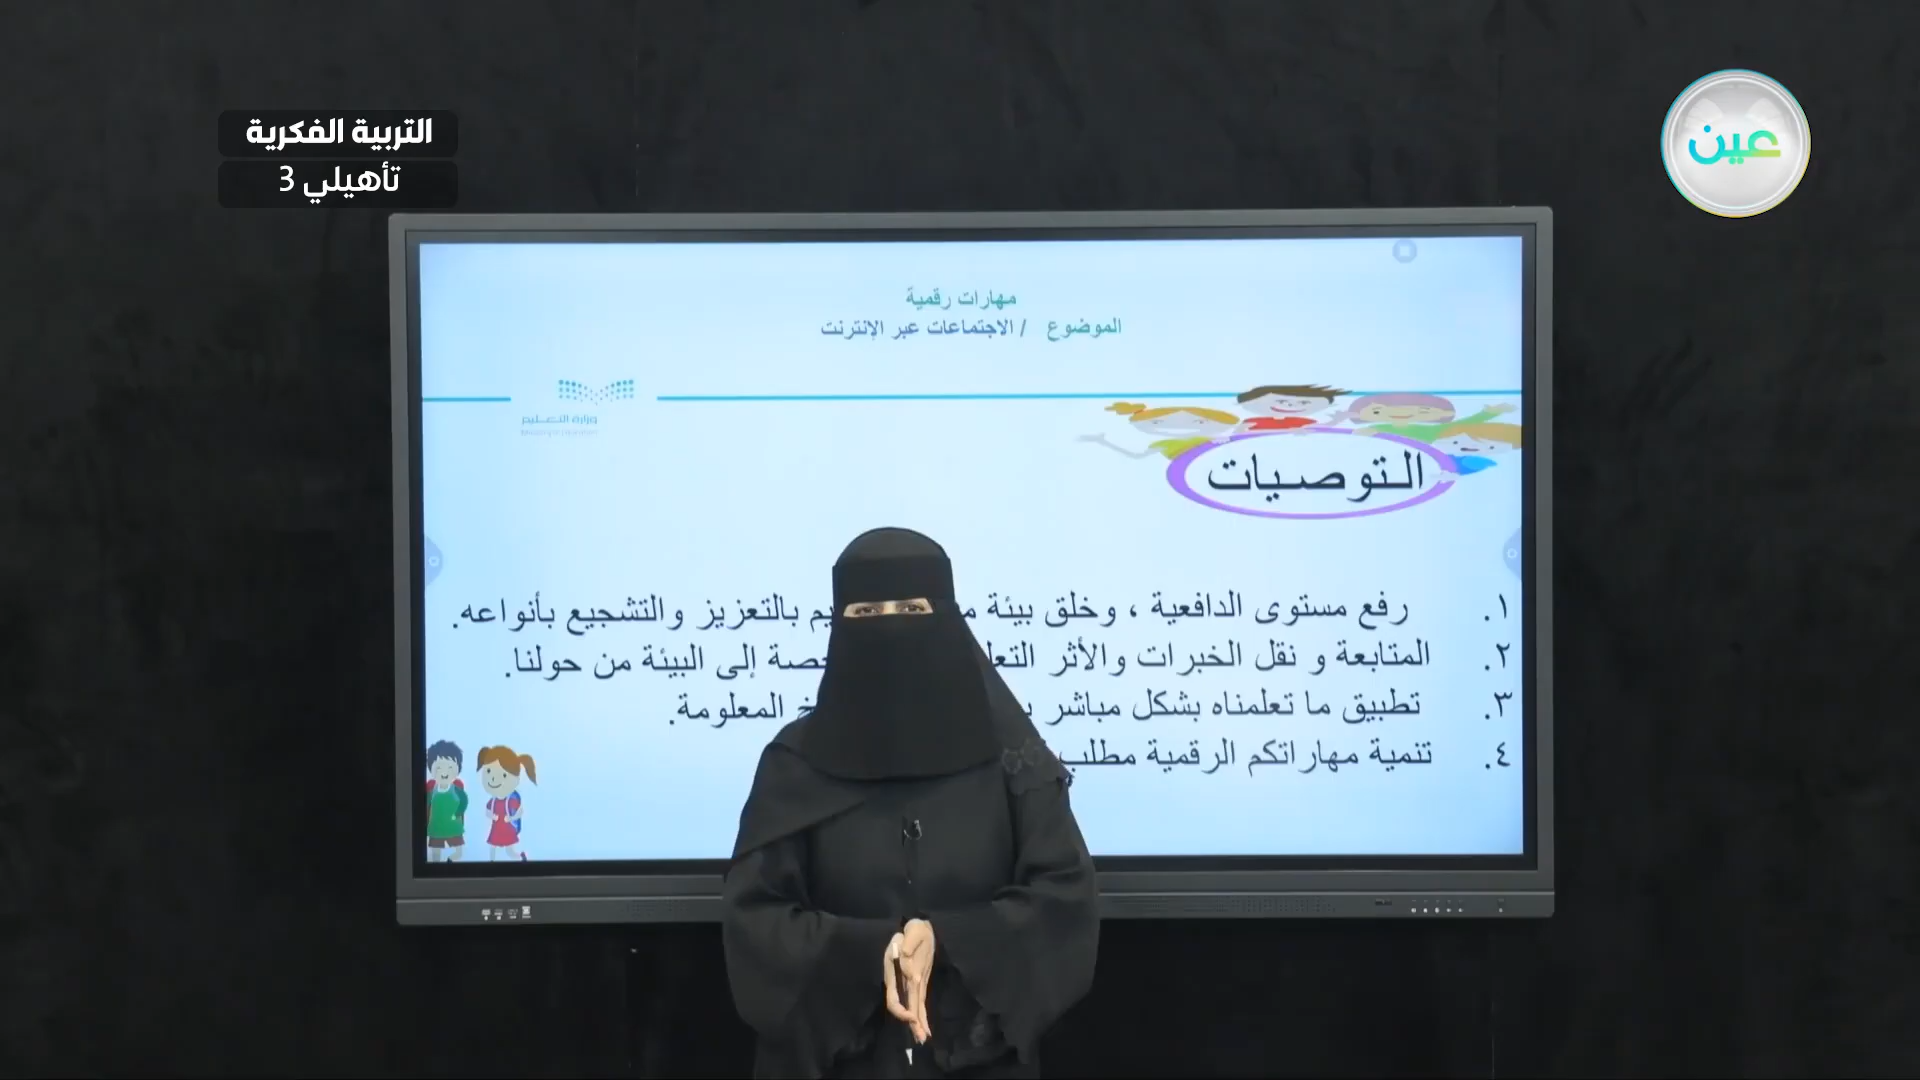 التربية الفكرية
تأهيلي 3
عين
مهارات رقمية
الموضوع / الاجتماعات عبر الإنترنت
وزارة التعليم
التوصيات
١. رفع مستوى الدافعية ، وخلق بيئة بالتعزيز والتشجيع بأنواعه.
٢. المتابعة و نقل الخبرات والأثر إلى البيئة من حولنا.
٣. تطبيق ما تعلمناه بشكل مباشر المعلومة.
٤. تنمية مهاراتكم الرقمية مطلب